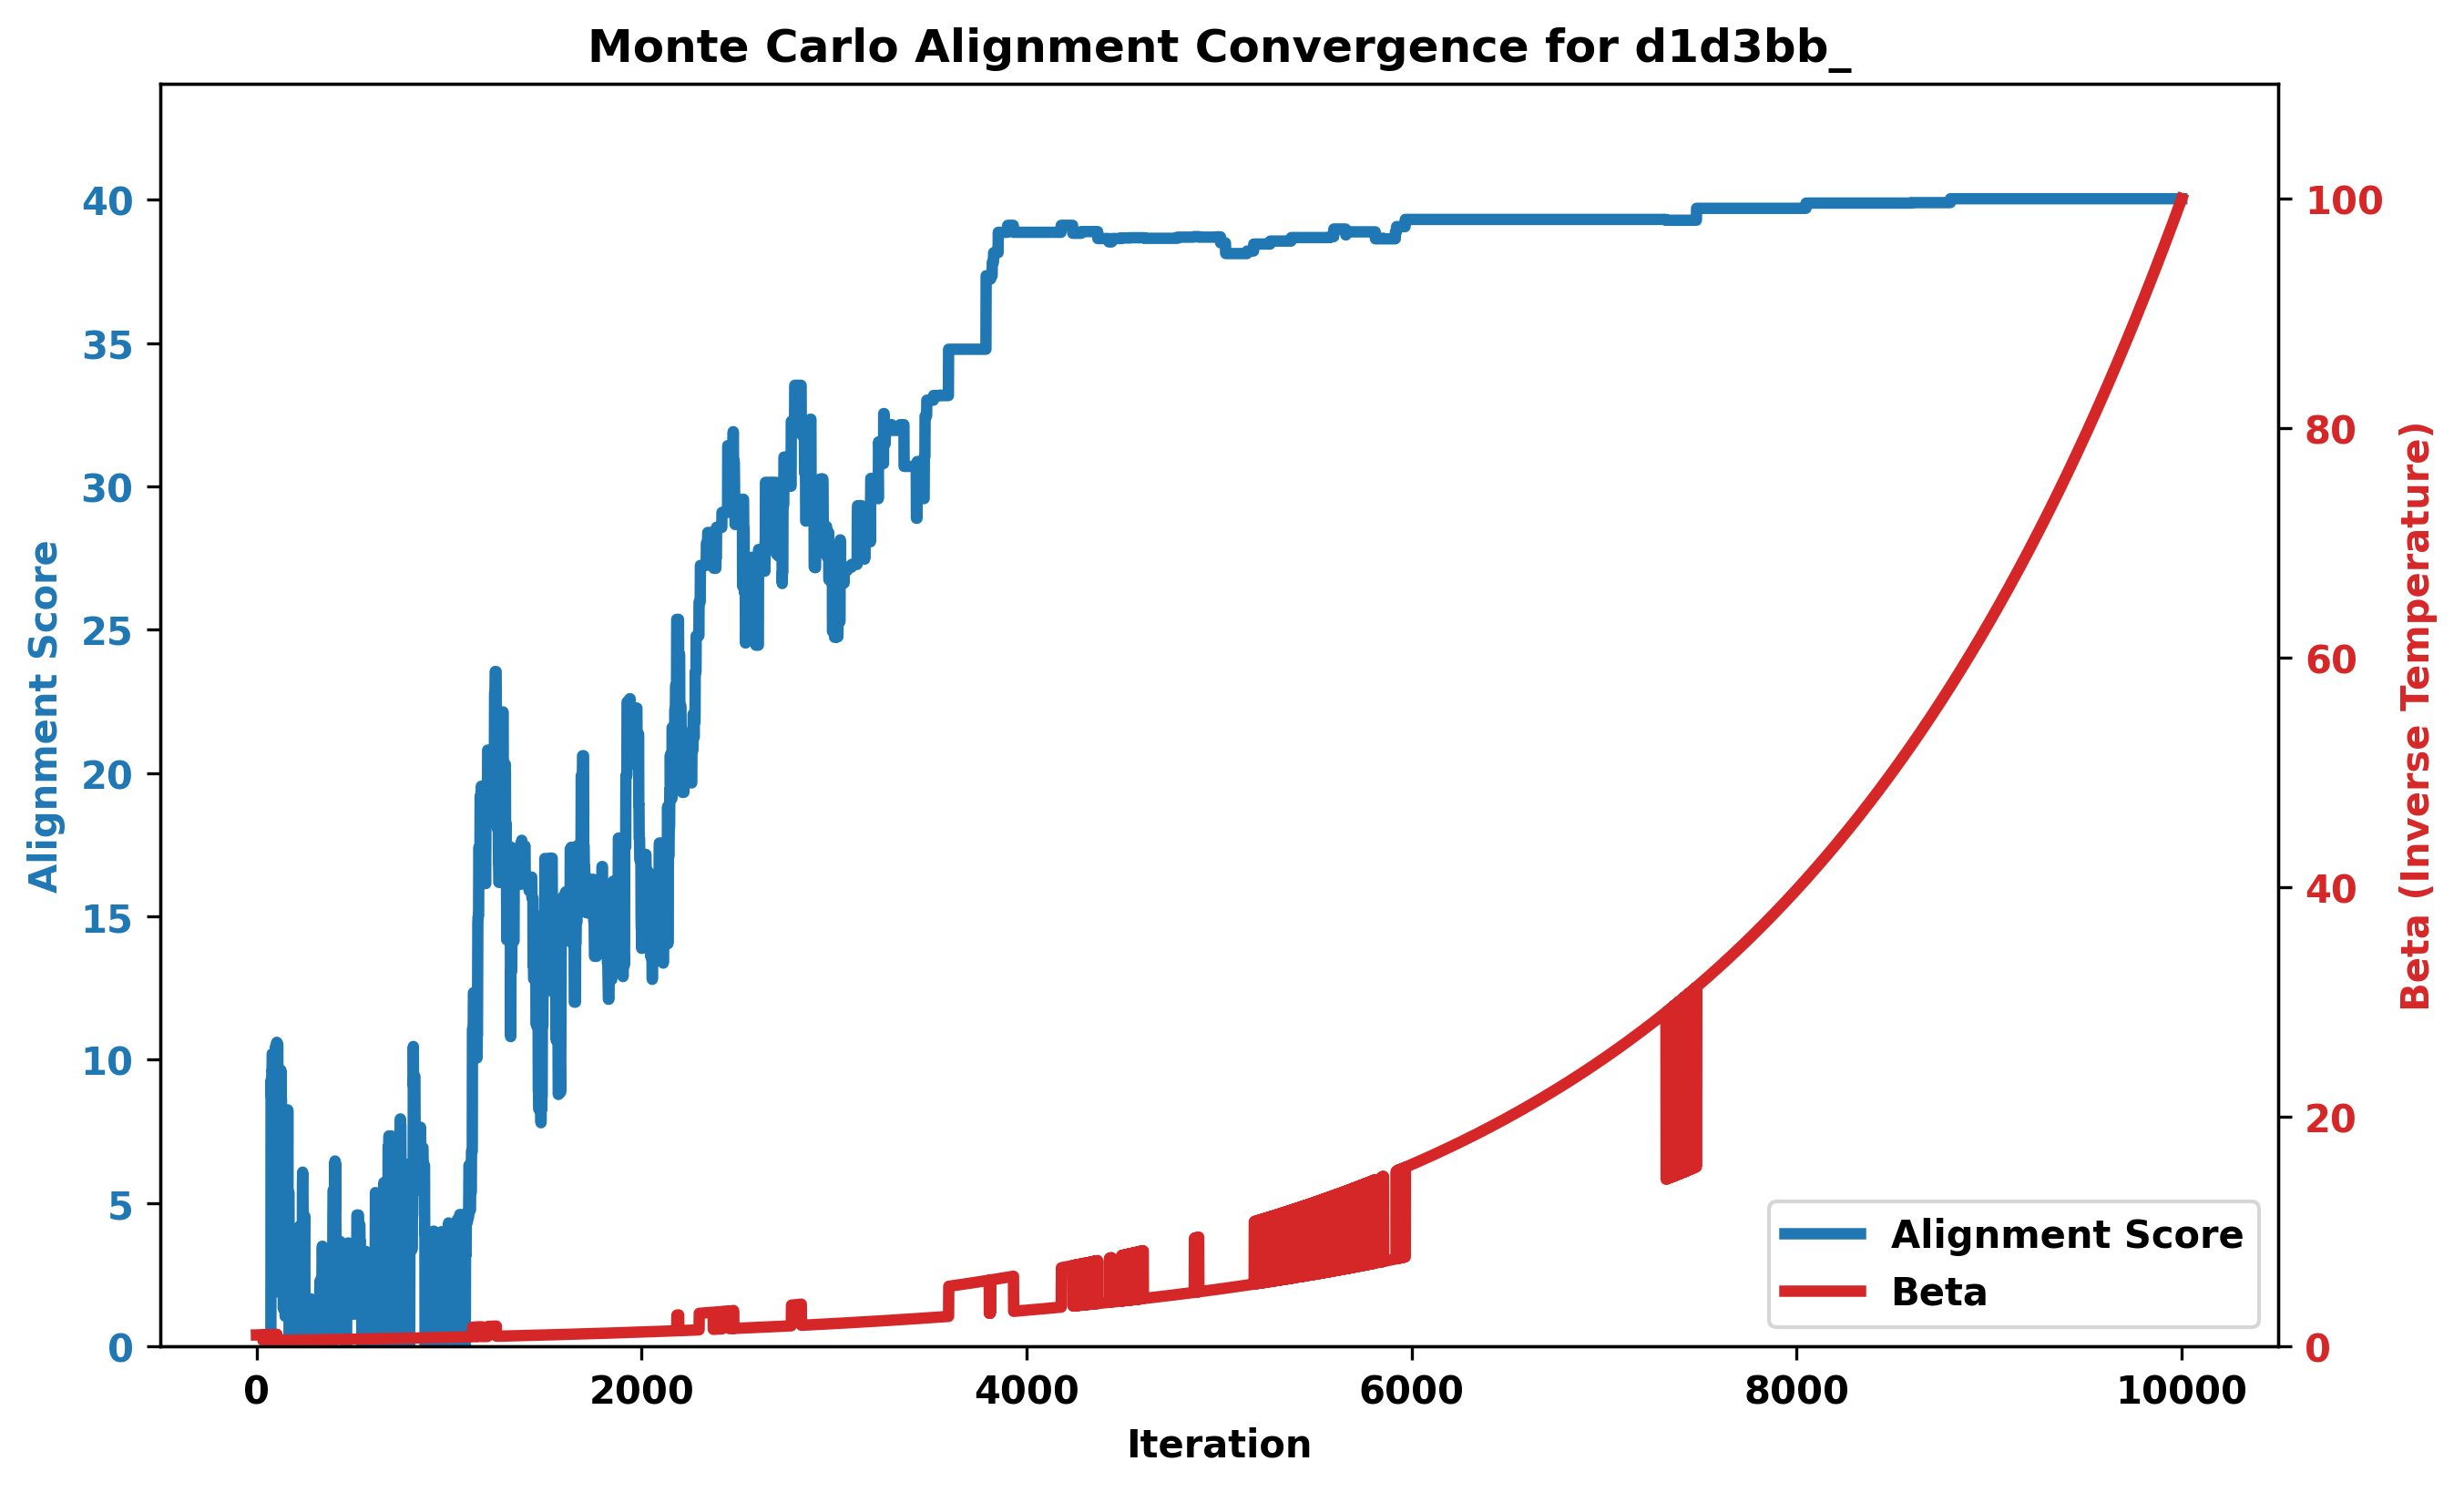 Monte Carlo Alignment Convergence for d1d3bb_
Alignment Score
40
35
30
25
20
15
10
5
0
100
80
60
40
20
0
Beta (Inverse Temperature)
Alignment Score
Beta
0 2000 4000 6000 8000 10000
Iteration